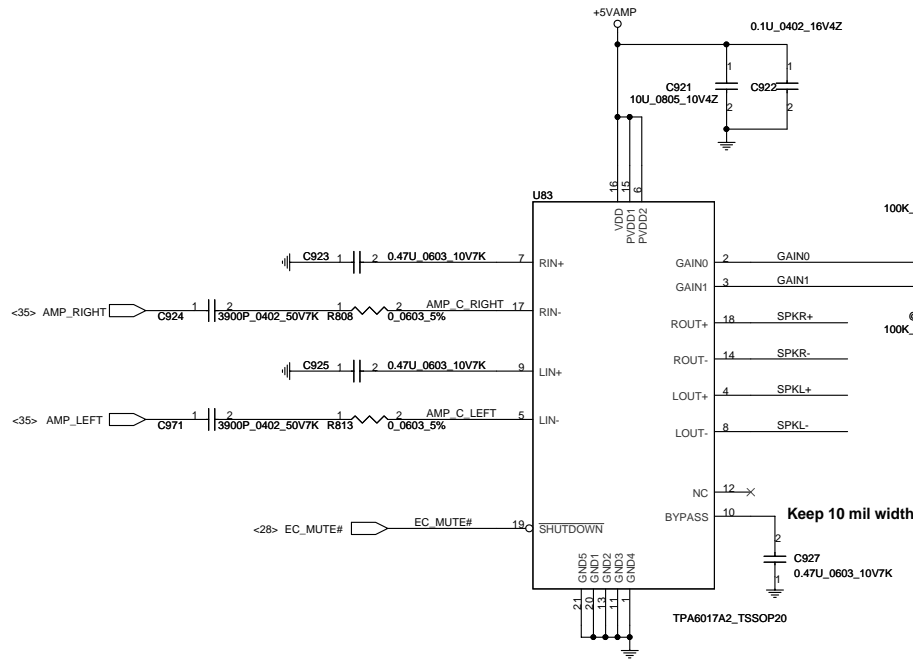 +5VAMP
0.1U_0402_16V4Z
1
1
C921
10U_0805_10V4Z
C922
2
2
U83
16
15
6
VDD
PVDD1
PVDD2
100K_
C923 1 2 0.47U_0603_10V7K 7 RIN+
GAIN0 2 GAIN0
GAIN1 3 GAIN1
<35> AMP_RIGHT 1 2 1 2 AMP_C_RIGHT 17 RIN-
C924 3900P_0402_50V7K R808 0_0603_5%
ROUT+ 18 SPKR+
100K_
ROUT- 14 SPKR-
C925 1 2 0.47U_0603_10V7K 9 LIN+
LOUT+ 4 SPKL+
<35> AMP_LEFT 1 2 1 2 AMP_C_LEFT 5 LIN-
C971 3900P_0402_50V7K R813 0_0603_5%
LOUT- 8 SPKL-
NC 12
BYPASS 10
Keep 10 mil width
<28> EC_MUTE# EC_MUTE# 19 SHUTDOWN
2
C927
1
0.47U_0603_10V7K
GND5
GND1
GND2
GND3
GND4
21
20
13
11
1
TPA6017A2_TSSOP20